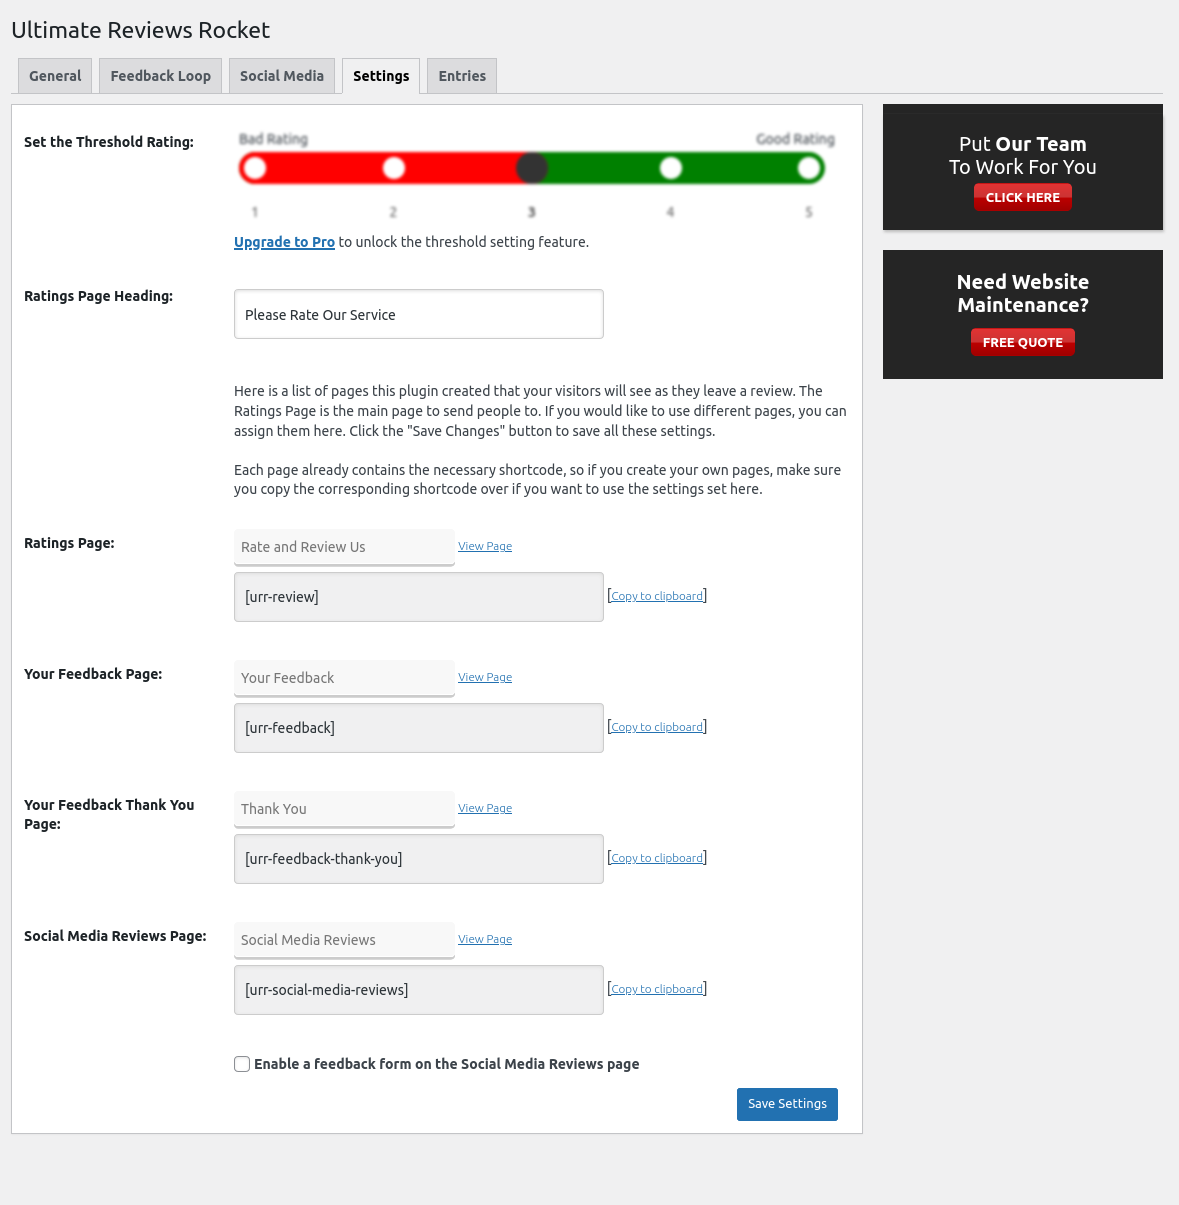 Ultimate Reviews Rocket
General
Feedback Loop
Social Media
Settings
Entries
Set the Threshold Rating:
Bad Rating
Good Rating
1
2
3
4
5
Upgrade to Pro to unlock the threshold setting feature.
Ratings Page Heading:
Please Rate Our Service
Here is a list of pages this plugin created that your visitors will see as they leave a review. The
Ratings Page is the main page to send people to. If you would like to use different pages, you can
assign them here. Click the "Save Changes" button to save all these settings.
Each page already contains the necessary shortcode, so if you create your own pages, make sure
you copy the corresponding shortcode over if you want to use the settings set here.
Ratings Page:
Rate and Review Us
View Page
[urr-review]
[Copy to clipboard]
Your Feedback Page:
Your Feedback
View Page
[urr-feedback]
[Copy to clipboard]
Your Feedback Thank You
Page:
Thank You
View Page
[urr-feedback-thank-you]
[Copy to clipboard]
Social Media Reviews Page:
Social Media Reviews
View Page
[urr-social-media-reviews]
[Copy to clipboard]
Enable a feedback form on the Social Media Reviews page
Save Settings
Put Our Team
To Work For You
CLICK HERE
Need Website
Maintenance?
FREE QUOTE